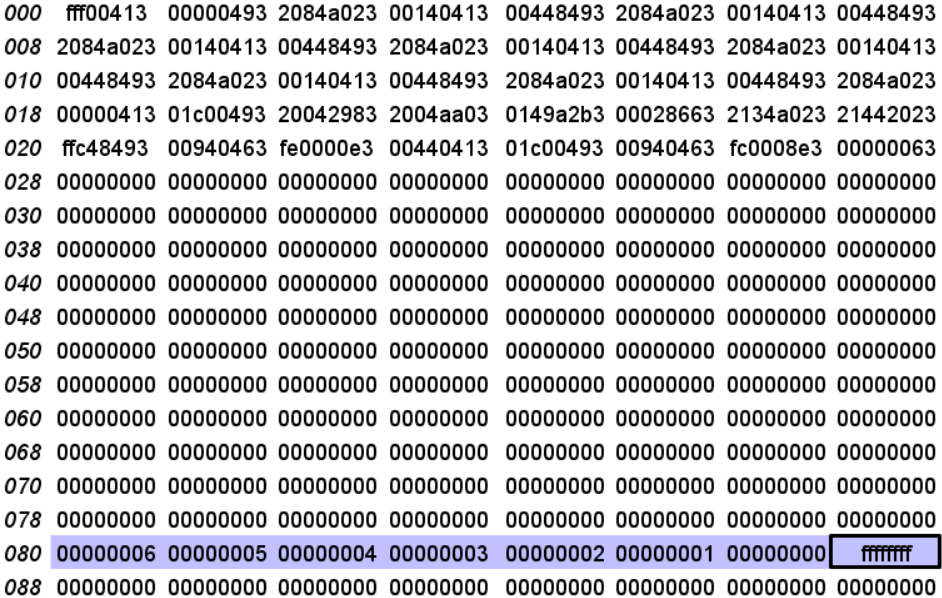 000 fff00413 00000493 2084a023 00140413 00448493 2084a023 00140413 00448493
008 2084a023 00140413 00448493 2084a023 00140413 00448493 2084a023 00140413
010 00448493 2084a023 00140413 00448493 2084a023 00140413 00448493 2084a023
018 00000413 01c00493 20042983 2004aa03 0149a2b3 00028663 2134a023 21442023
020 ffc48493 00940463 fe0000e3 00440413 01c00493 00940463 fc0008e3 00000063
028 00000000 00000000 00000000 00000000 00000000 00000000 00000000 00000000
030 00000000 00000000 00000000 00000000 00000000 00000000 00000000 00000000
038 00000000 00000000 00000000 00000000 00000000 00000000 00000000 00000000
040 00000000 00000000 00000000 00000000 00000000 00000000 00000000 00000000
048 00000000 00000000 00000000 00000000 00000000 00000000 00000000 00000000
050 00000000 00000000 00000000 00000000 00000000 00000000 00000000 00000000
058 00000000 00000000 00000000 00000000 00000000 00000000 00000000 00000000
060 00000000 00000000 00000000 00000000 00000000 00000000 00000000 00000000
068 00000000 00000000 00000000 00000000 00000000 00000000 00000000 00000000
070 00000000 00000000 00000000 00000000 00000000 00000000 00000000 00000000
078 00000000 00000000 00000000 00000000 00000000 00000000 00000000 00000000
080 00000006 00000005 00000004 00000003 00000002 00000001 00000000 ffffffff
088 00000000 00000000 00000000 00000000 00000000 00000000 00000000 00000000